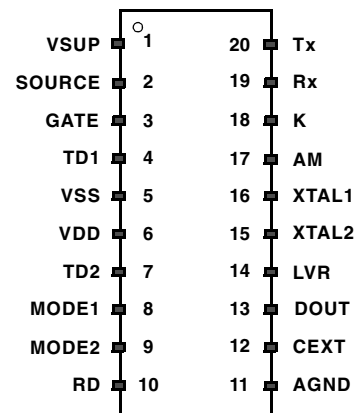 VSUP 1 20 Tx
SOURCE 2 19 Rx
GATE 3 18 K
TD1 4 17 AM
VSS 5 16 XTAL1
VDD 6 15 XTAL2
TD2 7 14 LVR
MODE1 8 13 DOUT
MODE2 9 12 CEXT
RD 10 11 AGND